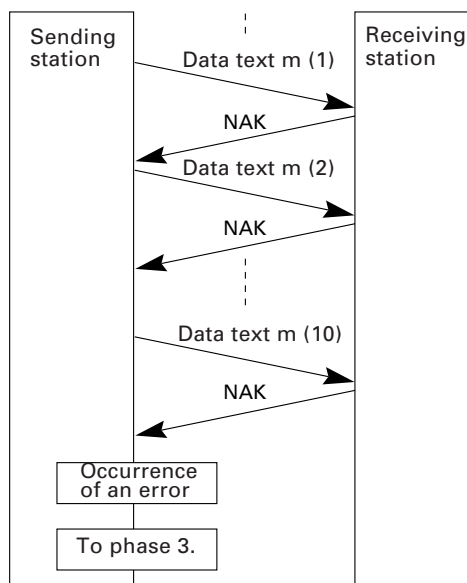 Sending
station
Receiving
station
Data text m (1)
NAK
Data text m (2)
NAK
Data text m (10)
NAK
Occurrence
of an error
To phase 3.